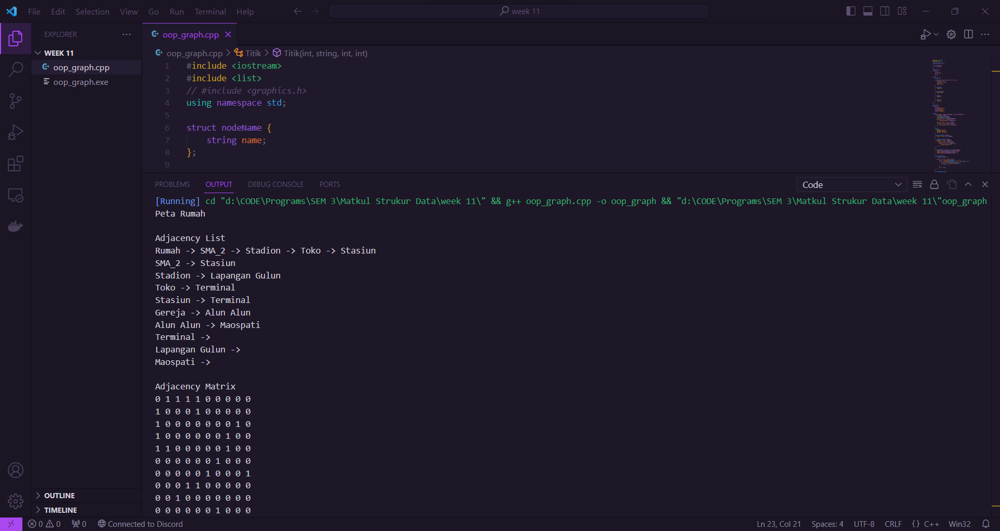 File Edit Selection View Go Run Terminal Help week 11
EXPLORER
WEEK 11
oop_graph.cpp
oop_graph.exe
OUTLINE
TIMELINE
oop_graph.cpp
oop_graph.cpp > Titik > Titik(int, string, int, int)
1 #include <iostream>
2 #include <list>
3 // #include <graphics.h>
4 using namespace std;
5
6 struct nodeName {
7 string name;
8 };
9
PROBLEMS OUTPUT DEBUG CONSOLE PORTS Code
[Running] cd "d:\CODE\Programs\SEM 3\Matkul Strukur Data\week 11\" && g++ oop_graph.cpp -o oop_graph && "d:\CODE\Programs\SEM 3\Matkul Strukur Data\week 11\"oop_graph
Peta Rumah
Adjacency List
Rumah -> SMA_2 -> Stadion -> Toko -> Stasiun
SMA_2 -> Stasiun
Stadion -> Lapangan Gulun
Toko -> Terminal
Stasiun -> Terminal
Gereja -> Alun Alun
Alun Alun -> Maospati
Terminal ->
Lapangan Gulun ->
Maospati ->
Adjacency Matrix
0 1 1 1 1 0 0 0 0 0
1 0 0 0 1 0 0 0 0 0
1 0 0 0 0 0 0 0 1 0
1 0 0 0 0 0 0 1 0 0
1 1 0 0 0 0 0 1 0 0
0 0 0 0 0 0 1 0 0 0
0 0 0 0 0 1 0 0 0 1
0 0 0 1 1 0 0 0 0 0
0 0 1 0 0 0 0 0 0 0
0 0 0 0 0 0 1 0 0 0
0 0 0 Connected to Discord Ln 23, Col 21 Spaces: 4 UTF-8 CRLF {} C++ Win32